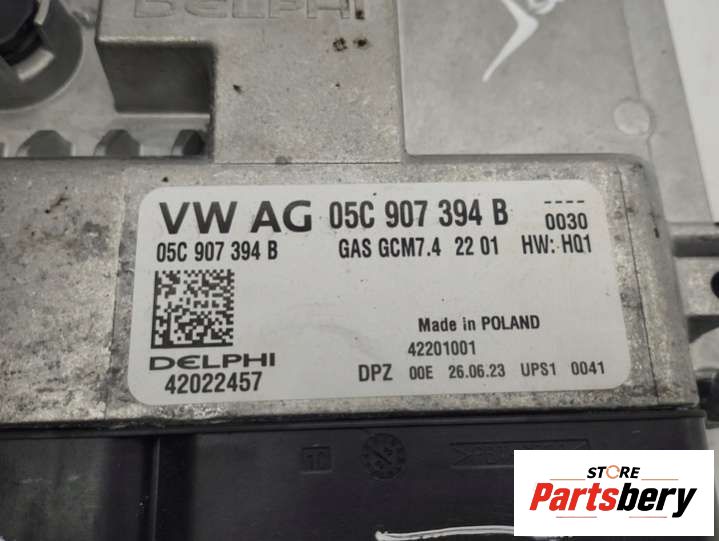 DELPHI
VW AG 05C 907 394 B
----
0030
05C 907 394 B GAS GCM7.4 22 01 HW: H01
Made in POLAND
42201001
DELPHI
42022457
DPZ 00E 26.06.23 UPS1 0041
STORE
Partsbery